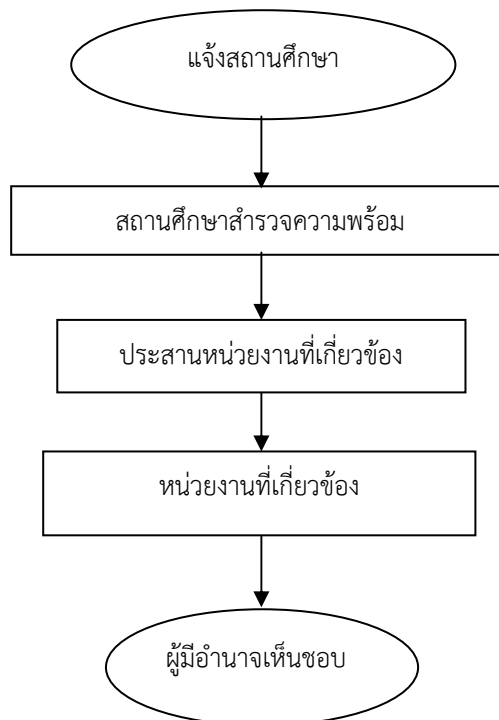 แจ้งสถานศึกษา
สถานศึกษาสำรวจความพร้อม
ประสานหน่วยงานที่เกี่ยวข้อง
หน่วยงานที่เกี่ยวข้อง
ผู้มีอำนาจเห็นชอบ